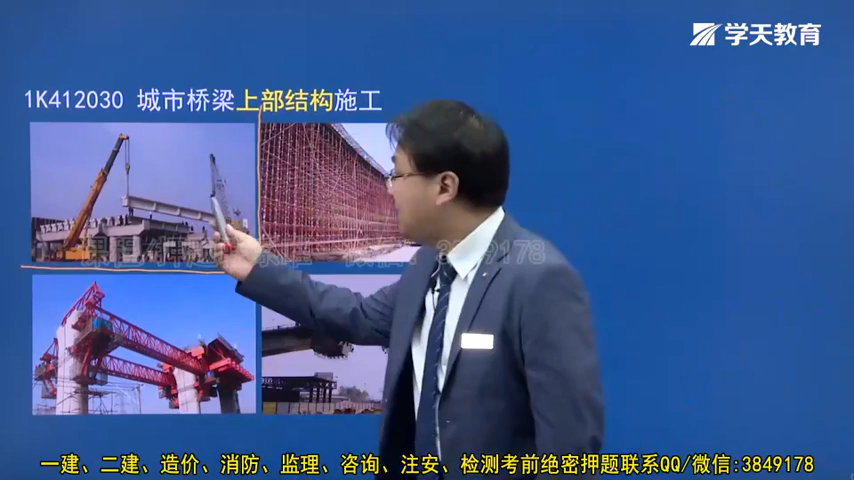 学天教育
1K412030 城市桥梁上部结构施工
3849178
一建、二建、造价、消防、监理、咨询、注安、检测考前绝密押题联系QQ/微信:3849178